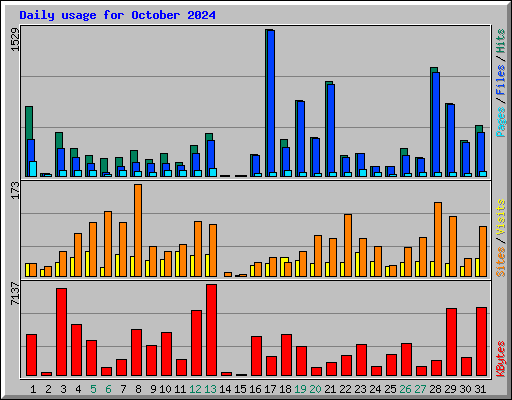 Daily usage for October 2024
1529
Pages / Files / Hits
173
Sites / Visits
7137
KBytes
1 2 3 4 5 6 7 8 9 10 11 12 13 14 15 16 17 18 19 20 21 22 23 24 25 26 27 28 29 30 31